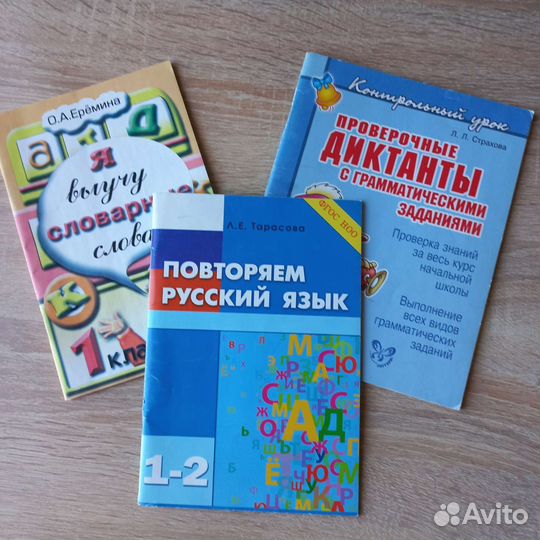 О.А.Ерёмина
Я
выучу
словарные
слова
1 кла
Контрольный урок
Л. Л. Страхова
ПРОВЕРОЧНЫЕ
ДИКТАНТЫ
С ГРАММАТИЧЕСКИМИ
ЗАДАНИЯМИ
Проверка знаний
за весь курс
начальной
школы
Выполнение
всех видов
грамматических
заданий
ФГОС НОО
Л.Е. Тарасова
ПОВТОРЯЕМ
РУССКИЙ ЯЗЫК
1-2
Avito